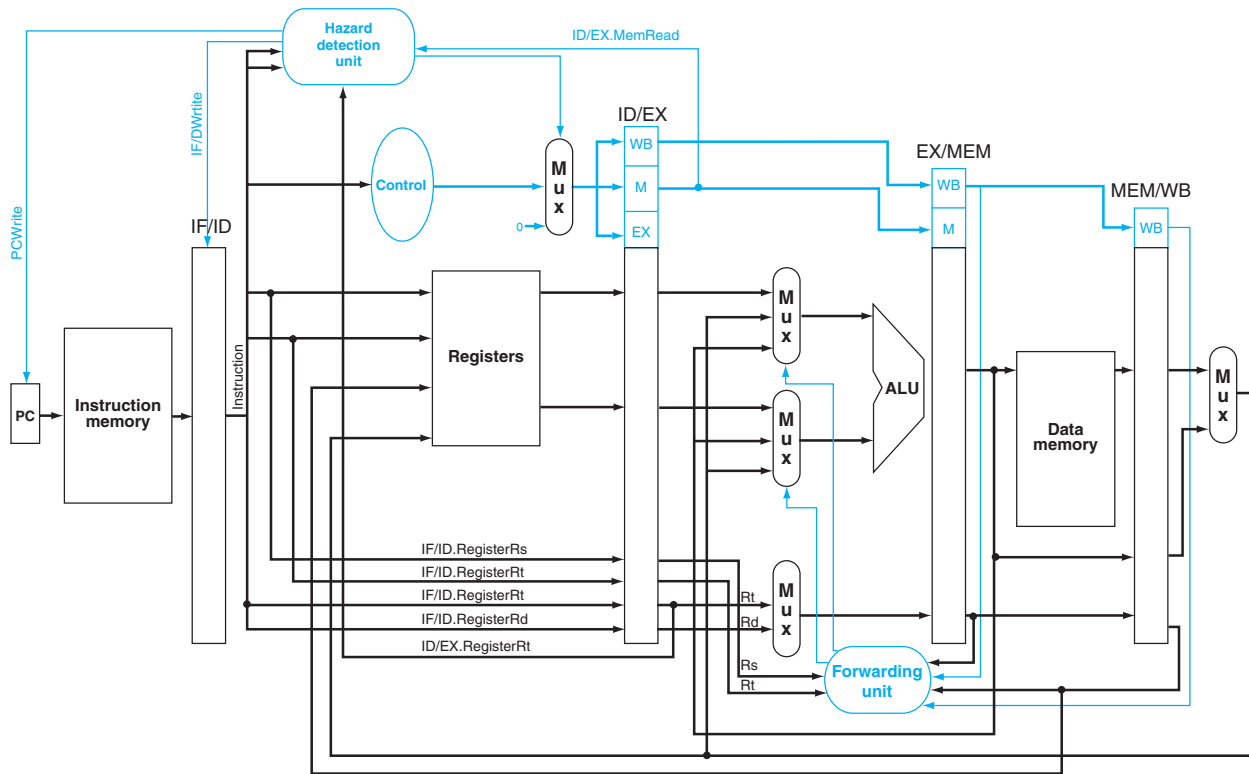 Hazard
detection
unit
ID/EX.MemRead
ID/EX
IF/DWrtite
PCWrite
Control
M
u
x
0
WB
M
EX
EX/MEM
WB
M
MEM/WB
WB
IF/ID
PC
Instruction
memory
Instruction
Registers
M
u
x
M
u
x
ALU
Data
memory
M
u
x
IF/ID.RegisterRs
IF/ID.RegisterRt
IF/ID.RegisterRt
IF/ID.RegisterRd
ID/EX.RegisterRt
Rt
Rd
M
u
x
Rs
Rt
Forwarding
unit